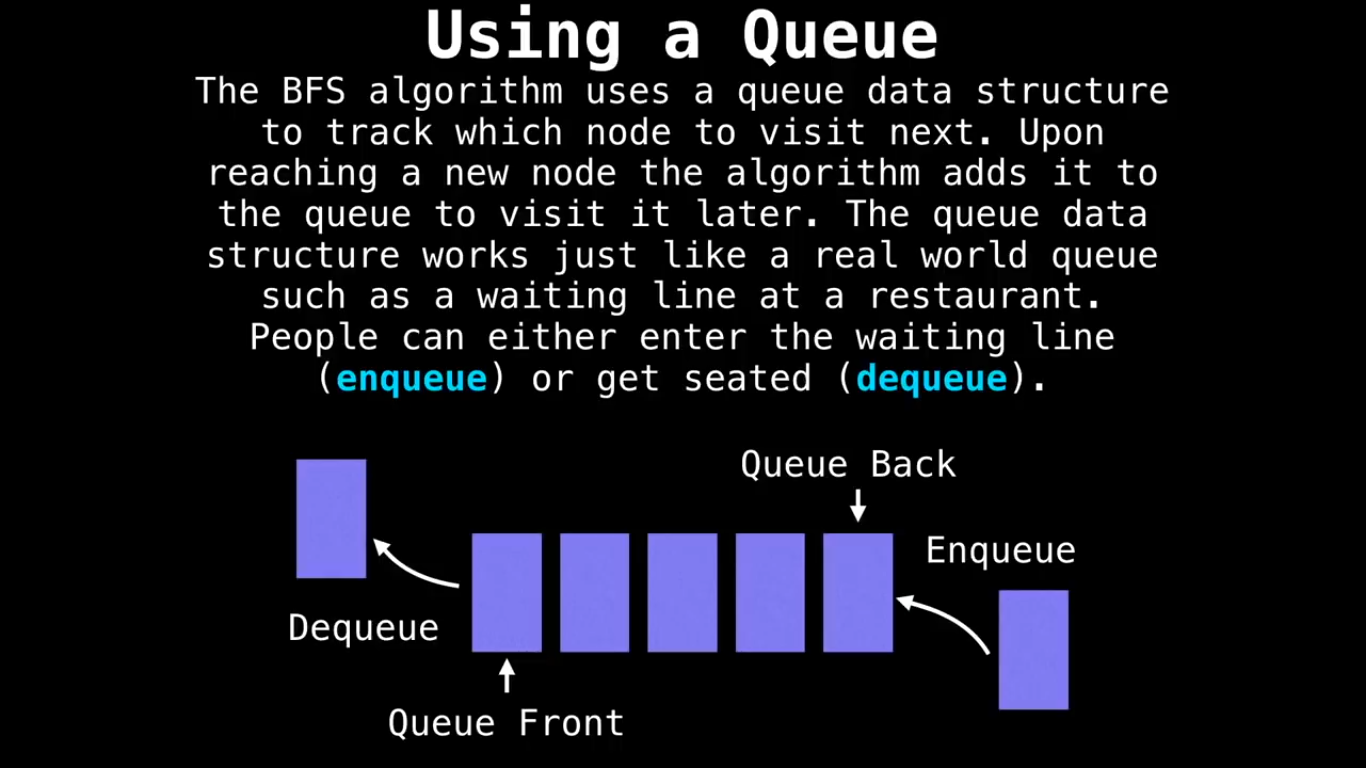 Using a Queue
The BFS algorithm uses a queue data structure
to track which node to visit next. Upon
reaching a new node the algorithm adds it to
the queue to visit it later. The queue data
structure works just like a real world queue
such as a waiting line at a restaurant.
People can either enter the waiting line
(enqueue) or get seated (dequeue).
Queue Back
Enqueue
Dequeue
Queue Front